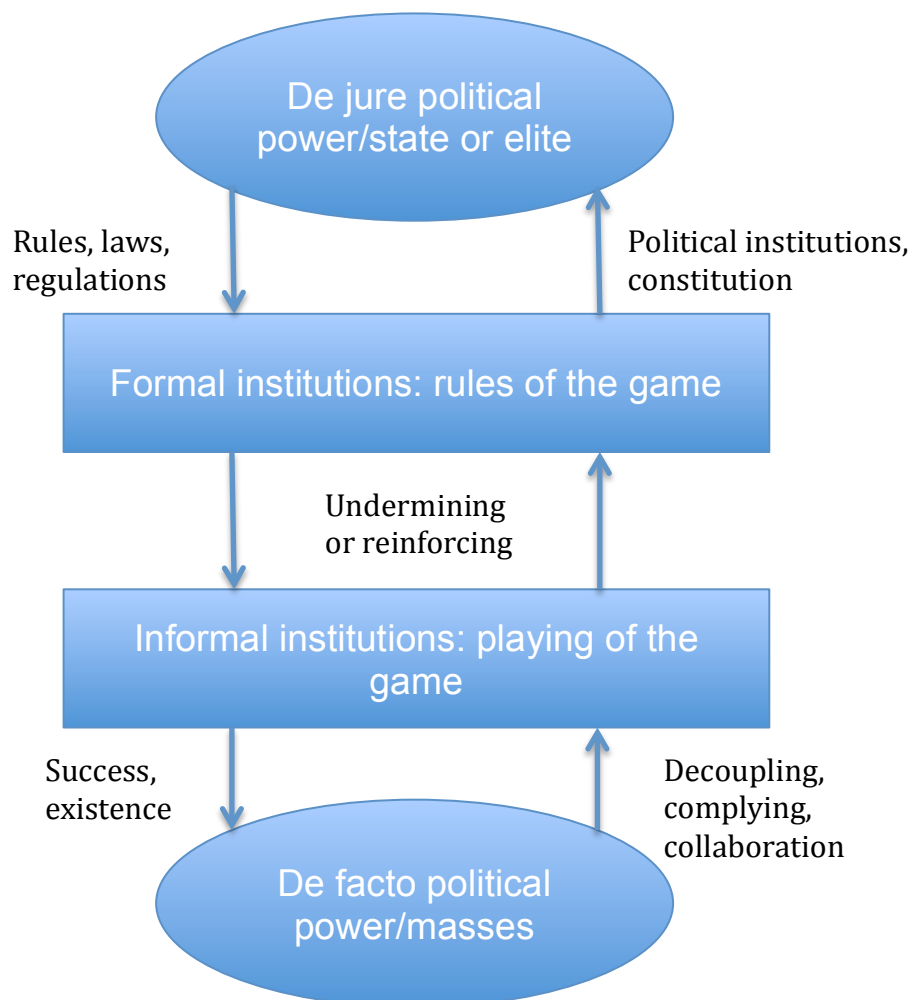 De jure political
power/state or elite
Rules, laws,
regulations
Political institutions,
constitution
Formal institutions: rules of the game
Undermining
or reinforcing
Informal institutions: playing of the
game
Success,
existence
Decoupling,
complying,
collaboration
De facto political
power/masses